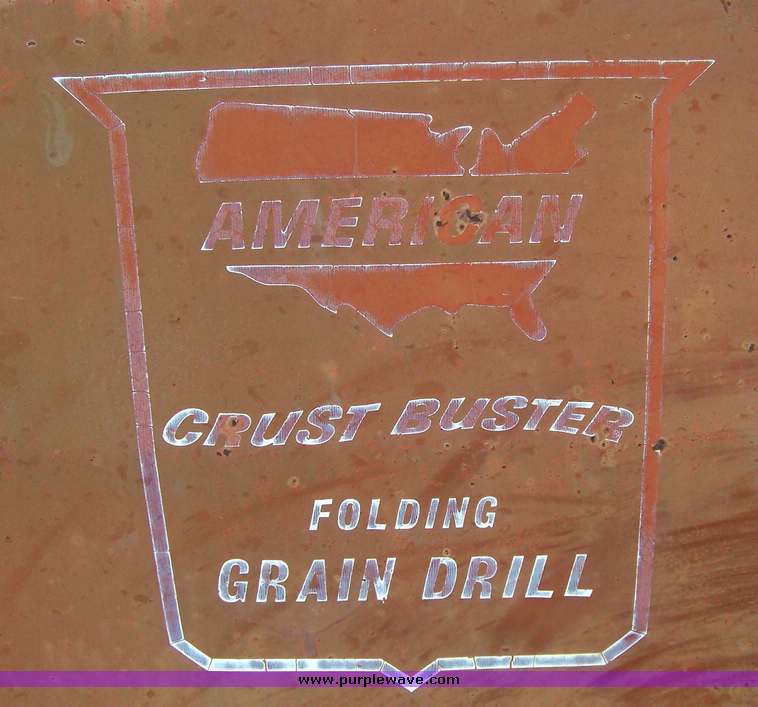 AMERICAN
CRUST BUSTER
FOLDING
GRAIN DRILL
www.purplewave.com